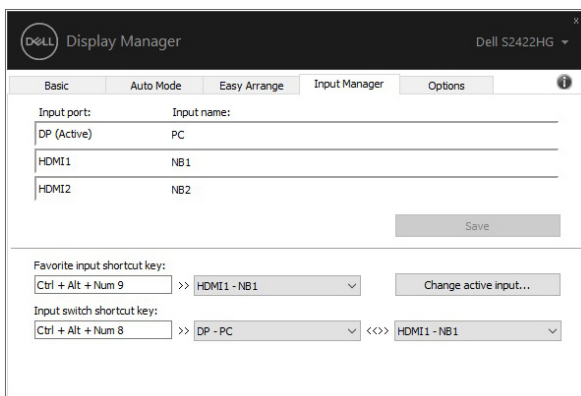 DELL Display Manager Dell S2422HG
Basic Auto Mode Easy Arrange Input Manager Options
Input port: Input name:
DP (Active) PC
HDMI1 NB1
HDMI2 NB2
Save
Favorite input shortcut key:
Ctrl + Alt + Num 9 >> HDMI1 - NB1 Change active input...
Input switch shortcut key:
Ctrl + Alt + Num 8 >> DP - PC <<>> HDMI1 - NB1